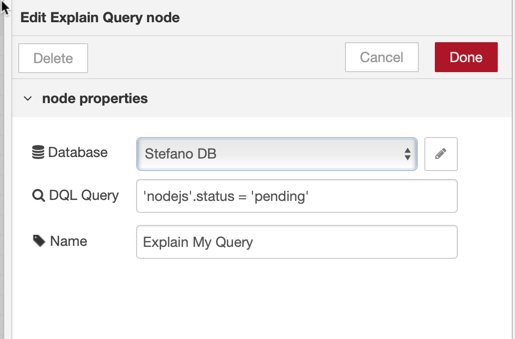 Edit Explain Query node
Delete
Cancel
Done
node properties
Database
Stefano DB
DQL Query
'nodejs'.status = 'pending'
Name
Explain My Query